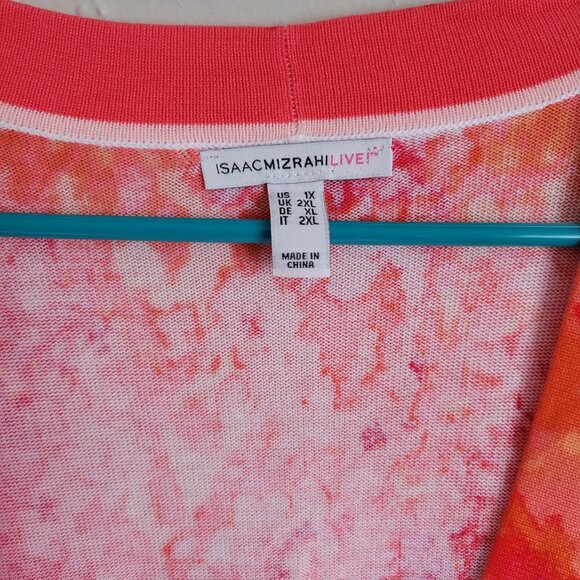 "ISAACMIZRAHILIVE!™
US 1X
UK 2XL
DE XL
IT 2XL
MADE IN
CHINA